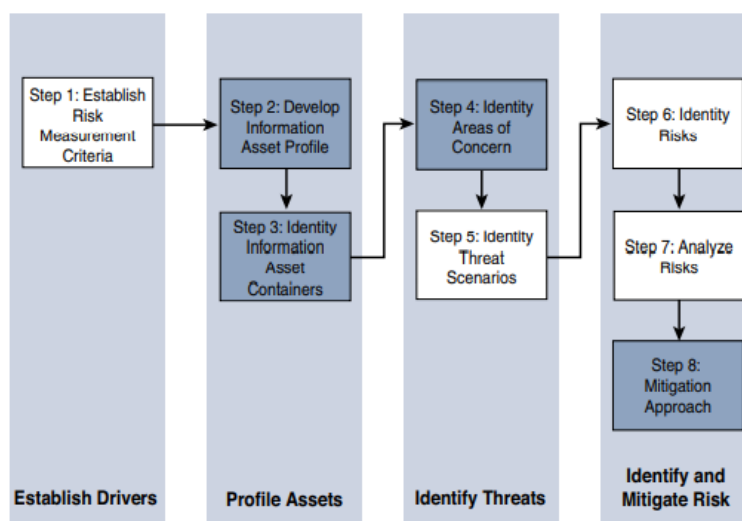 Step 1: Establish
Risk
Measurement
Criteria
Step 2: Develop
Information
Asset Profile
Step 3: Identity
Information
Asset
Containers
Step 4: Identity
Areas of
Concern
Step 5: Identity
Threat
Scenarios
Step 6: Identity
Risks
Step 7: Analyze
Risks
Step 8:
Mitigation
Approach
Establish Drivers
Profile Assets
Identify Threats
Identify and
Mitigate Risk